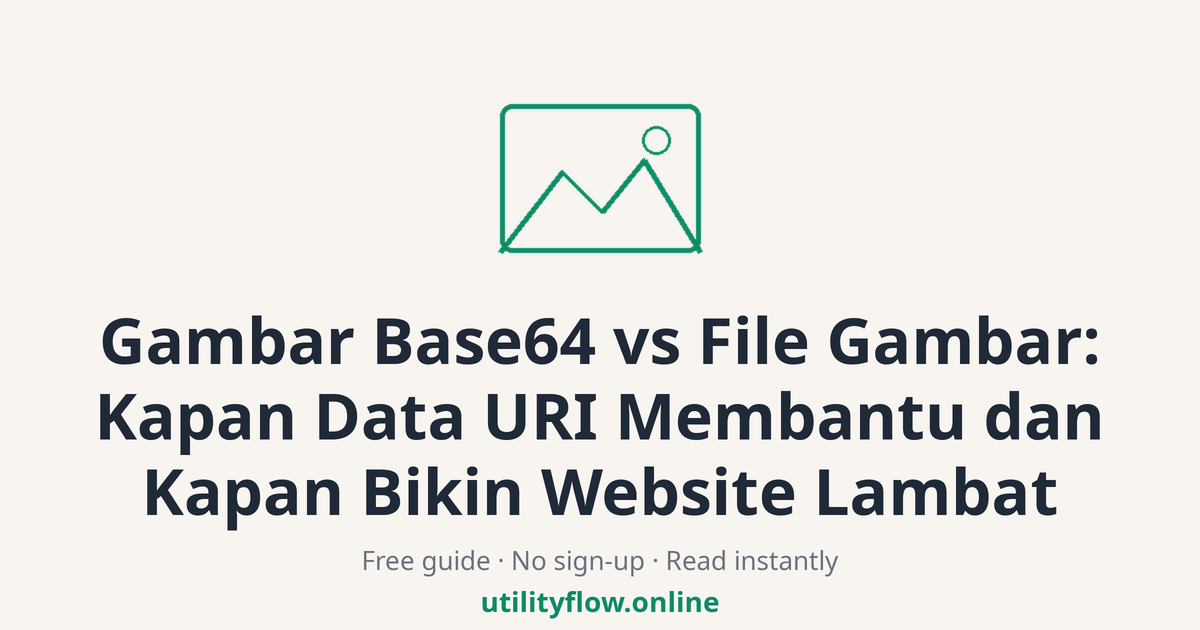 Gambar Base64 vs File Gambar:
Kapan Data URI Membantu dan
Kapan Bikin Website Lambat
Free guide · No sign-up · Read instantly
utilityflow.online